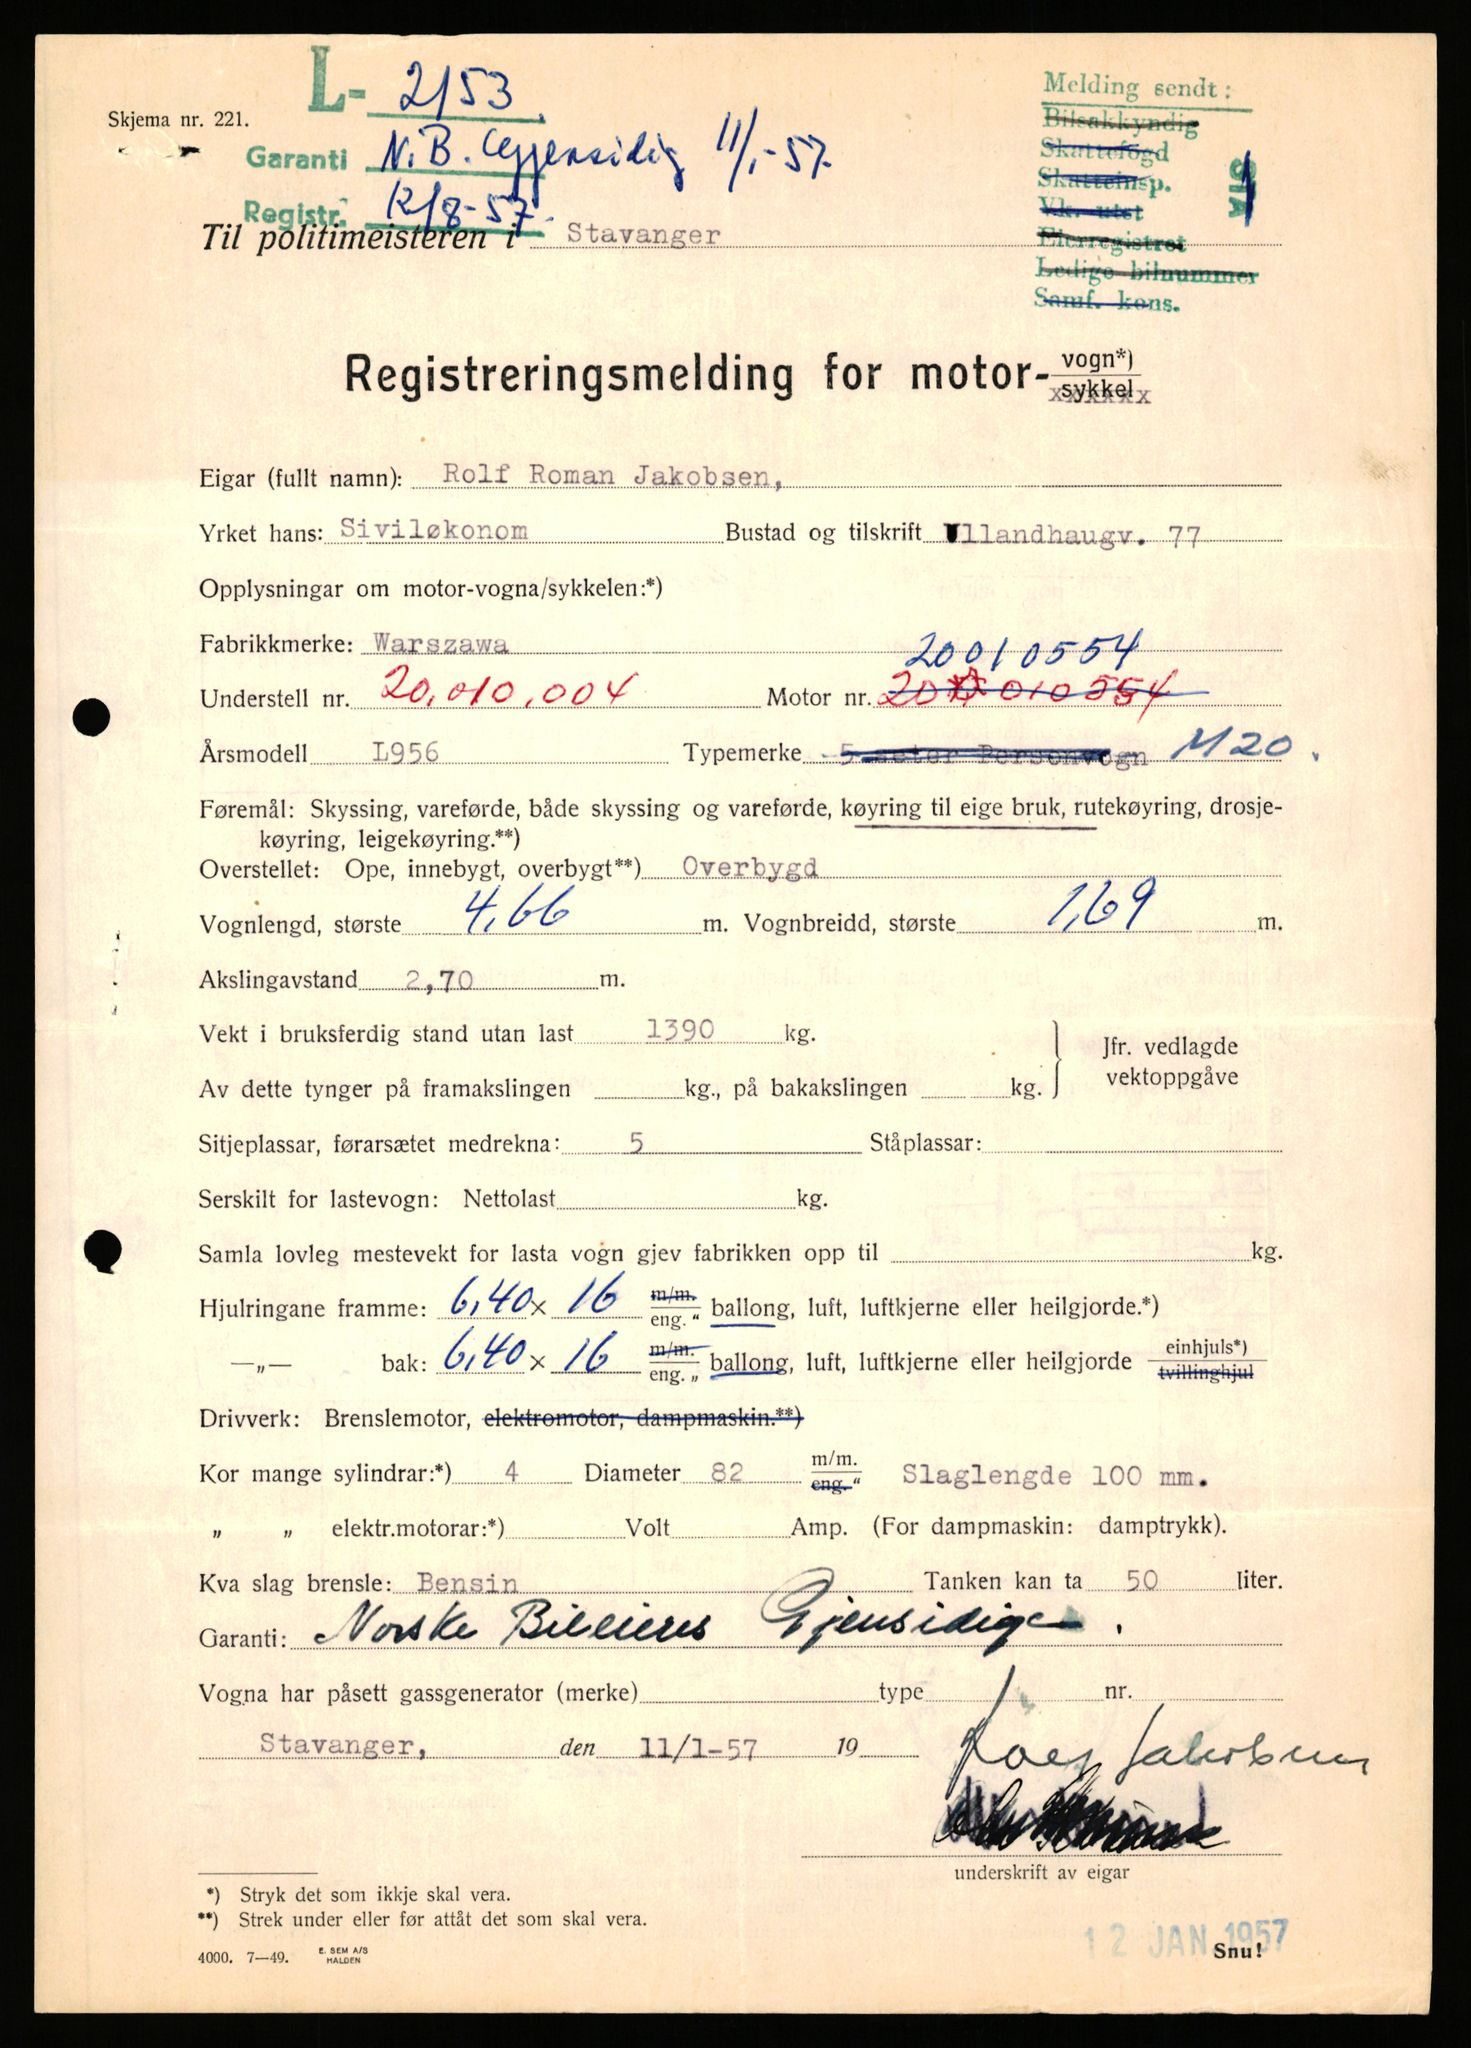 L- 2153
Melding sendt:
Skjema nr. 221.
Bilsakkyndig
Garanti N.B. Gjensidig 11/1-57.
Skattefogd
Skatteinsp.
Registr. 12/8-57.
Vk. utst
Til politimeisteren i Stavanger
Eierregistret
Ledige bilnummer
Samf. kons.
Registreringsmelding for motor- vogn*)
sykkel
Eigar (fullt namn): Rolf Roman Jakobsen,
Yrket hans: Siviløkonom Bustad og tilskrift Ullandhaugv. 77
Opplysningar om motor-vogna/sykkelen:*)
Fabrikkmerke: Warszawa 20010554
Understell nr. 20.010.004 Motor nr. 20 010554
Årsmodell L956 Typemerke 5 seter Personvogn M20.
Føremål: Skyssing, vareførde, både skyssing og vareførde, køyring til eige bruk, rutekøyring, drosje-
køyring, leigekøyring.**)
Overstellet: Ope, innebygt, overbygt**) Overbygd
Vognlengd, største 4,66 m. Vognbreidd, største 1,69 m.
Akslingavstand 2,70 m.
Vekt i bruksferdig stand utan last 1390 kg.
Jfr. vedlagde
vektoppgåve
Av dette tynger på framakslingen kg., på bakakslingen kg.
Sitjeplassar, førarsætet medrekna: 5 Ståplassar:
Serskilt for lastevogn: Nettolast kg.
Samla lovleg mestevekt for lasta vogn gjev fabrikken opp til kg.
Hjulringane framme: 6,40 × 16 m/m. eng. " ballong, luft, luftkjerne eller heilgjorde.*)
—„— bak: 6,40 × 16 m/m. eng. „ ballong, luft, luftkjerne eller heilgjorde einhjuls*) tvillinghjul
Drivverk: Brenslemotor, elektromotor, dampmaskin.**)
Kor mange sylindrar:*) 4 Diameter 82 m/m. eng. " Slaglengde 100 mm.
„ „ elektr.motorar:*) Volt Amp. (For dampmaskin: damptrykk).
Kva slag brensle: Bensin Tanken kan ta 50 liter.
Garanti: Norske Bileieres Gjensidige.
Vogna har påsett gassgenerator (merke) type nr.
Stavanger, den 11/1-57 19 Rolf Jakobsen
underskrift av eigar
*) Stryk det som ikkje skal vera.
**) Strek under eller før attåt det som skal vera.
12 JAN 1957
4000. 7—49. E. SEM A/S
HALDEN
Snu!